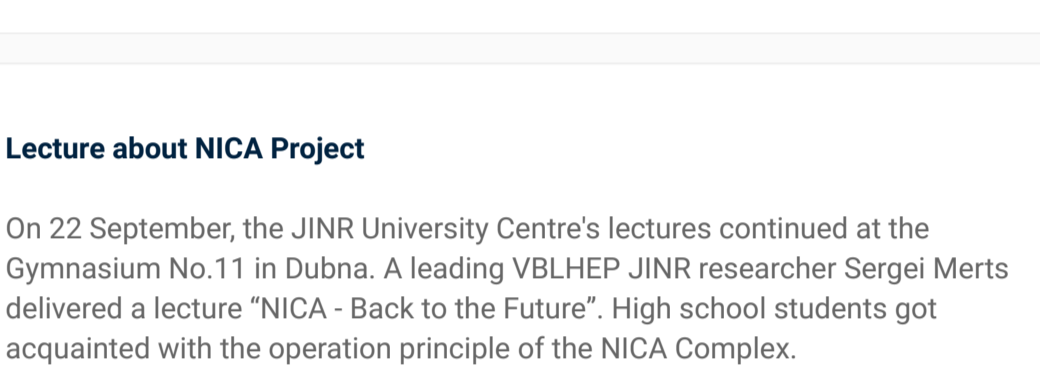 Lecture about NICA Project
On 22 September, the JINR University Centre's lectures continued at the
Gymnasium No.11 in Dubna. A leading VBLHEP JINR researcher Sergei Merts
delivered a lecture “NICA - Back to the Future”. High school students got
acquainted with the operation principle of the NICA Complex.